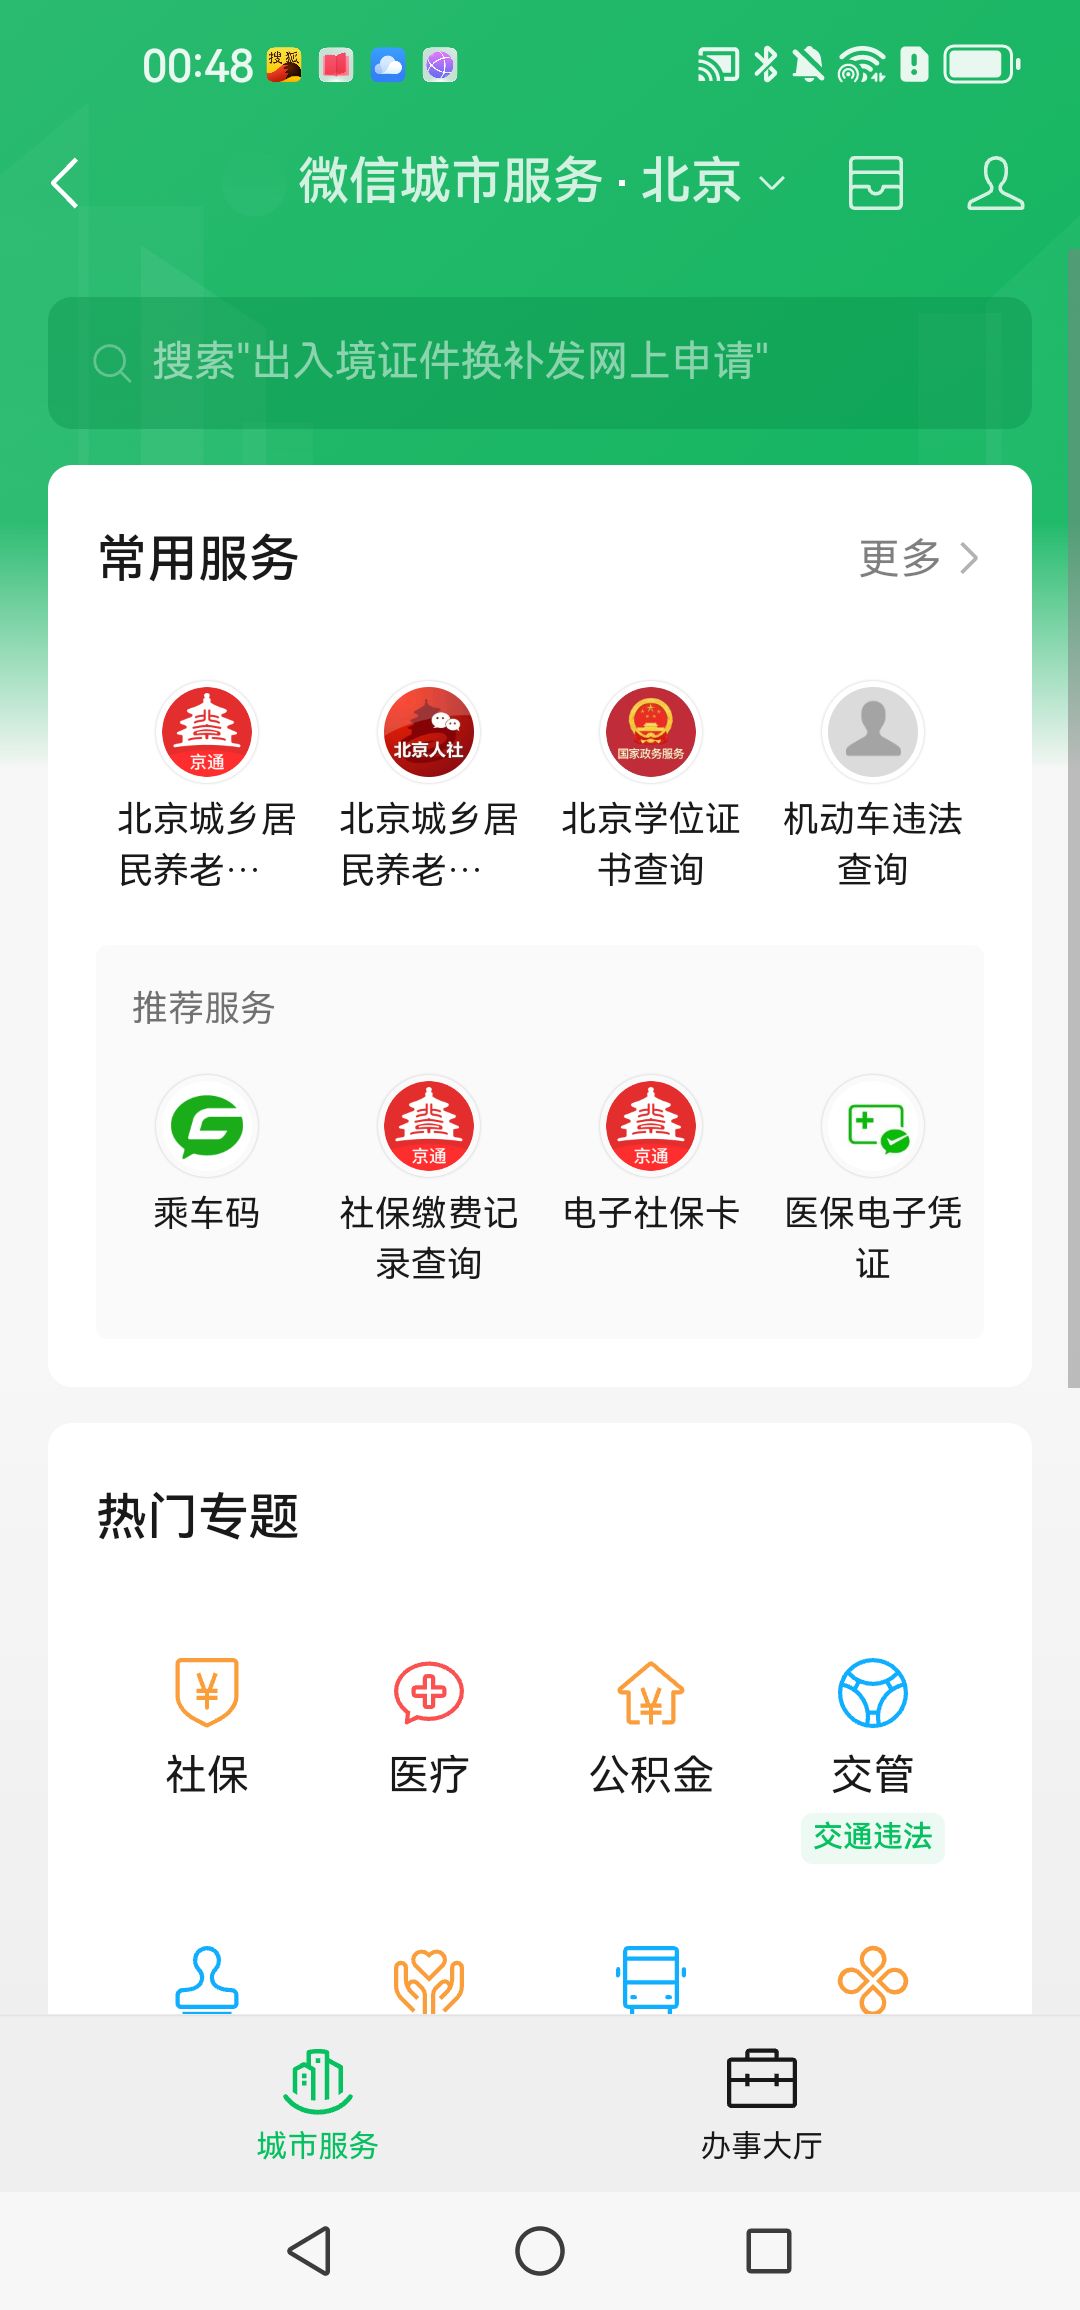 00:48
搜狐
微信城市服务 · 北京
搜索"出入境证件换补发网上申请"
常用服务
更多
京通
北京人社
国家政务服务
北京城乡居
民养老…
北京城乡居
民养老…
北京学位证
书查询
机动车违法
查询
推荐服务
京通
京通
乘车码
社保缴费记
录查询
电子社保卡
医保电子凭
证
热门专题
社保
医疗
公积金
交管
交通违法
城市服务
办事大厅